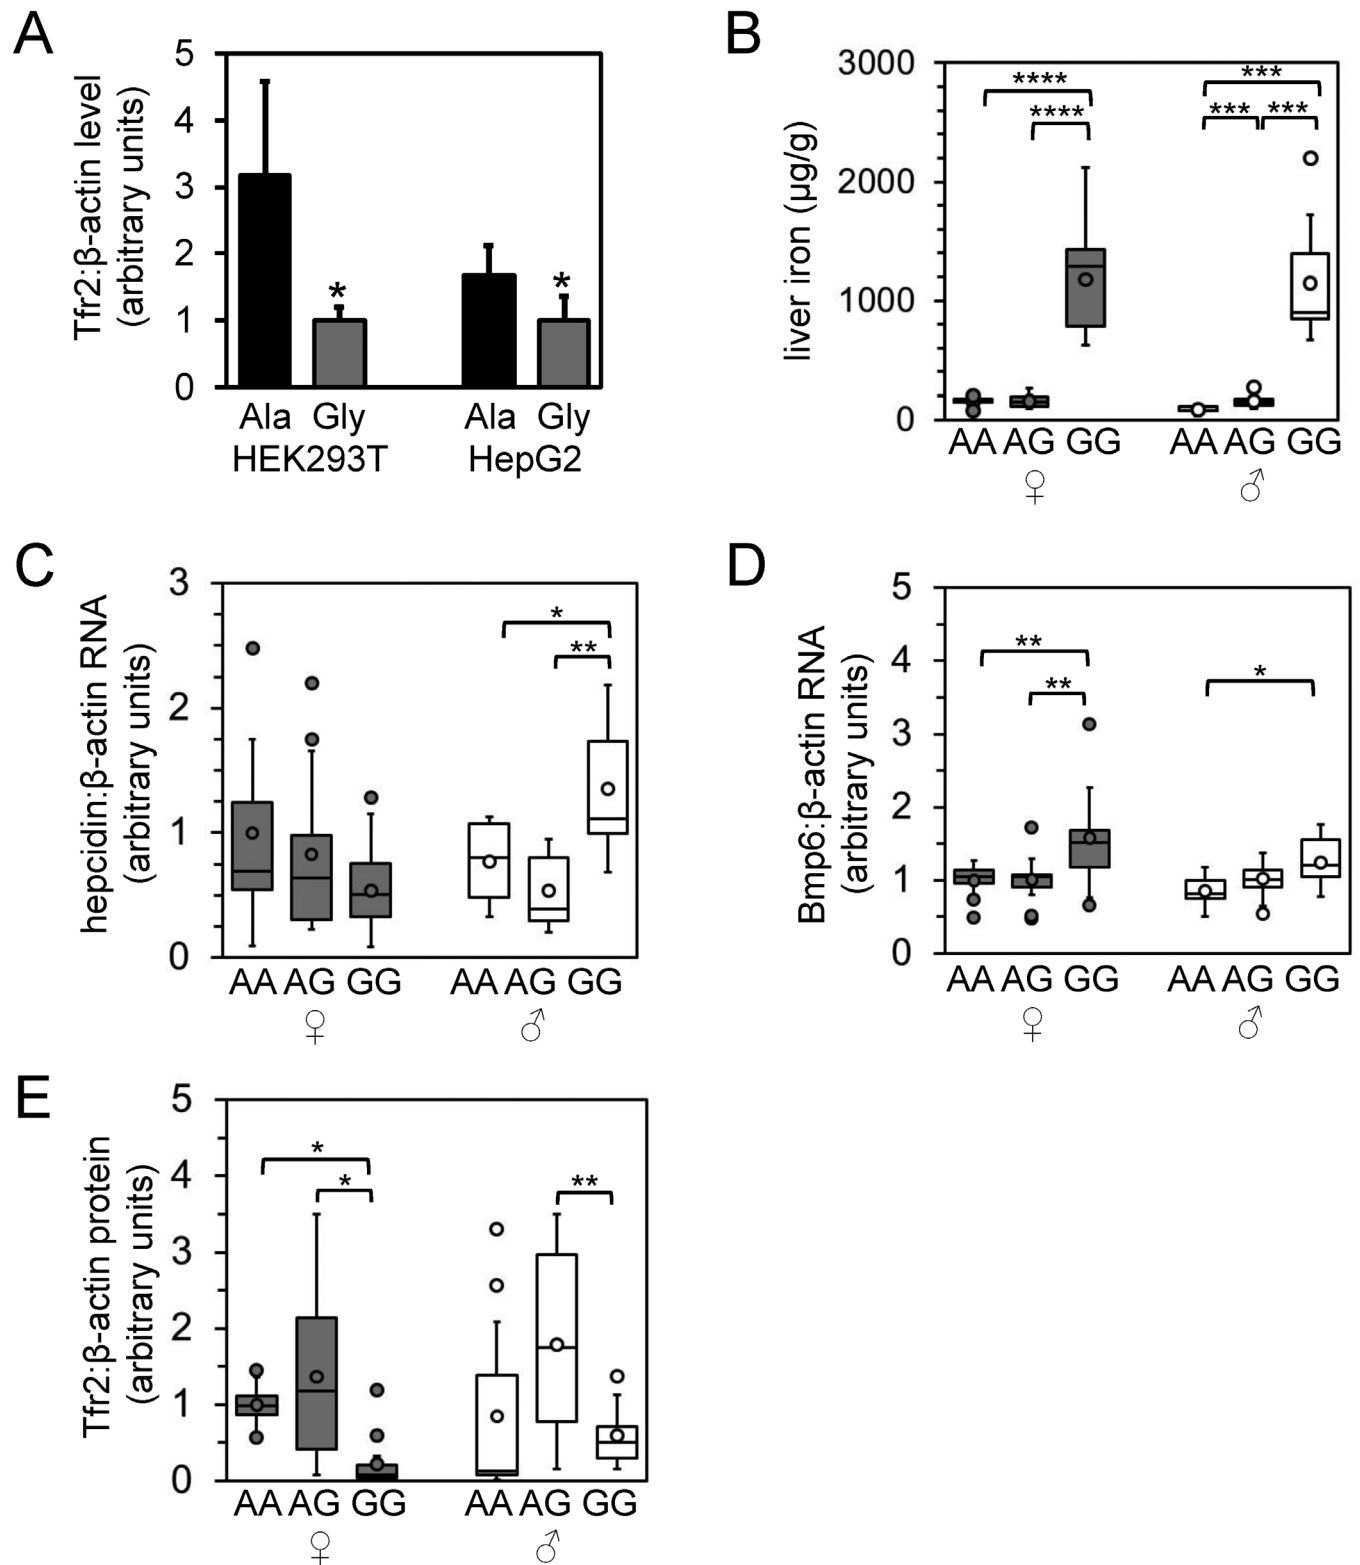 A
Tfr2:β-actin level
(arbitrary units)
5
4
3
2
1
0
*
*
Ala Gly Ala Gly
HEK293T HepG2
B
liver iron (µg/g)
3000
2000
1000
0
****
****
***
*** ***
AA AG GG AA AG GG
♀ ♂
C
hepcidin:β-actin RNA
(arbitrary units)
3
2
1
0
*
**
AA AG GG AA AG GG
♀ ♂
D
Bmp6:β-actin RNA
(arbitrary units)
5
4
3
2
1
0
**
**
*
AA AG GG AA AG GG
♀ ♂
E
Tfr2:β-actin protein
(arbitrary units)
5
4
3
2
1
0
*
*
**
AA AG GG AA AG GG
♀ ♂